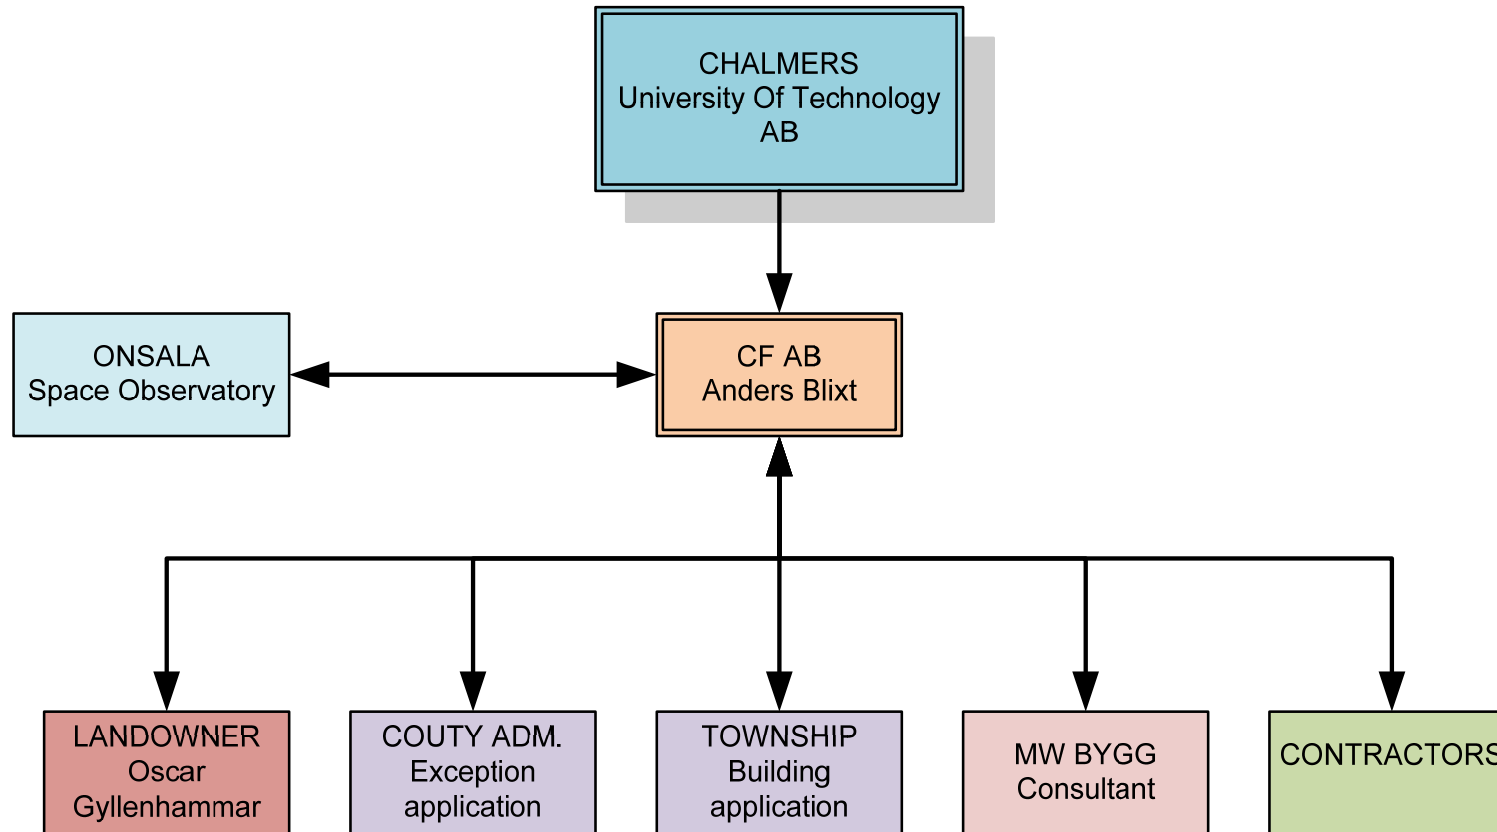 CHALMERS
University Of Technology
AB
ONSALA
Space Observatory
CF AB
Anders Blixt
LANDOWNER
Oscar
Gyllenhammar
COUTY ADM.
Exception
application
TOWNSHIP
Building
application
MW BYGG
Consultant
CONTRACTORS